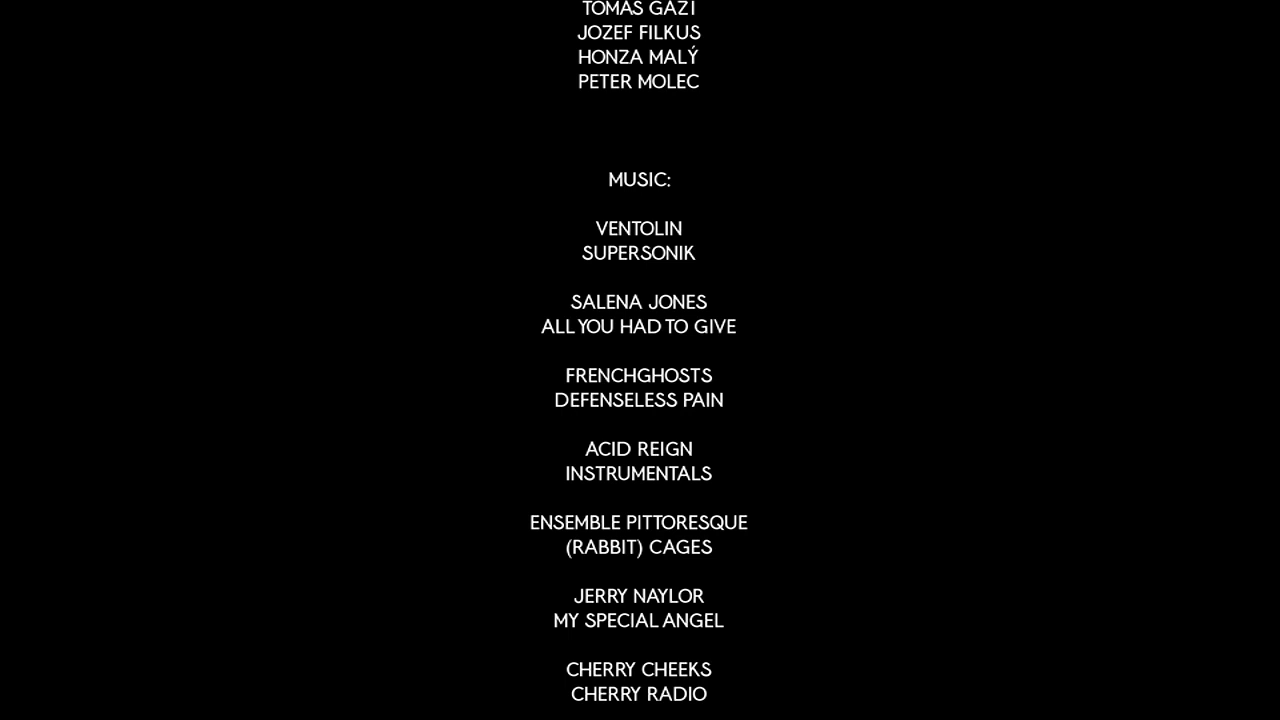 TOMAS GAZI
JOZEF FILKUS
HONZA MALÝ
PETER MOLEC
MUSIC:
VENTOLIN
SUPERSONIK
SALENA JONES
ALL YOU HAD TO GIVE
FRENCHGHOSTS
DEFENSELESS PAIN
ACID REIGN
INSTRUMENTALS
ENSEMBLE PITTORESQUE
(RABBIT) CAGES
JERRY NAYLOR
MY SPECIAL ANGEL
CHERRY CHEEKS
CHERRY RADIO